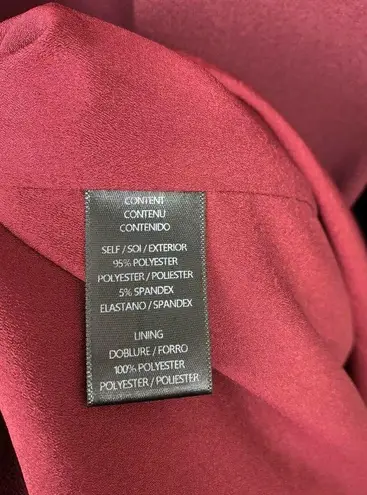 CONTENT
CONTENU
CONTENIDO
SELF / SOI / EXTERIOR
95% POLYESTER
POLYESTER / POLIESTER
5% SPANDEX
ELASTANO / SPANDEX
LINING
DOBLURE / FORRO
100% POLYESTER
POLYESTER / POLIESTER